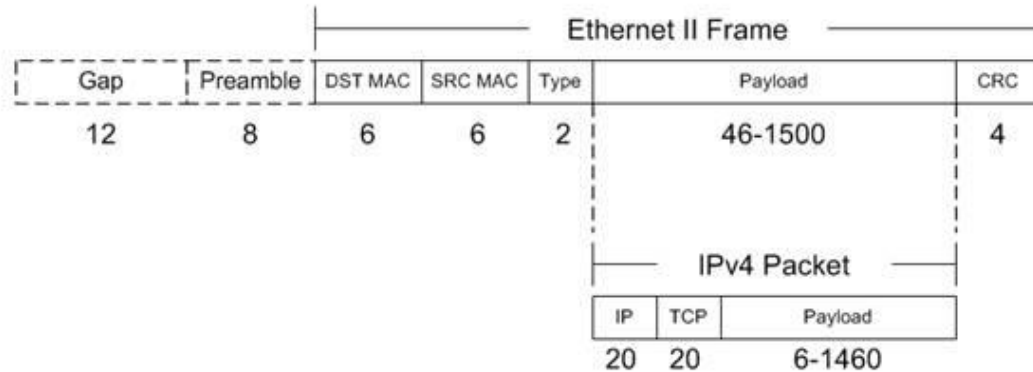 Ethernet II Frame
Gap Preamble DST MAC SRC MAC Type Payload CRC
12 8 6 6 2 46-1500 4
IPv4 Packet
IP TCP Payload
20 20 6-1460